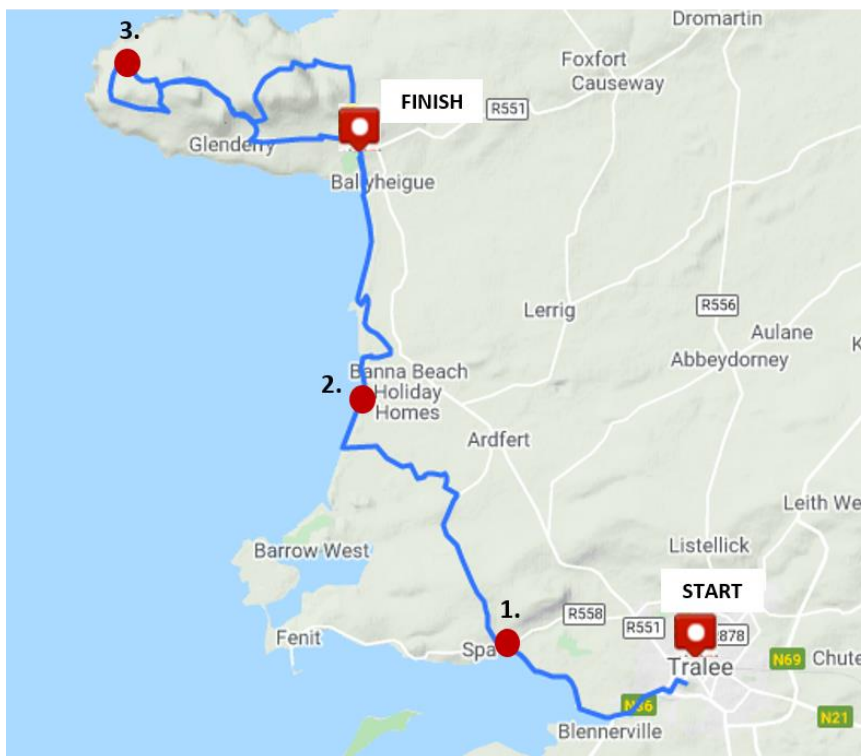 Dromartin
3.
Foxfort
Causeway
FINISH
R551
Glenderry
Ballyheigue
Lerrig
R556
Aulane
Abbeydorney
Banna Beach
2.
Holiday
Homes
Ardfert
Leith We
Listellick
Barrow West
START
1.
R558
R551
878
Fenit
Spa
Tralee
N69
Chute
N86
N21
Blennerville